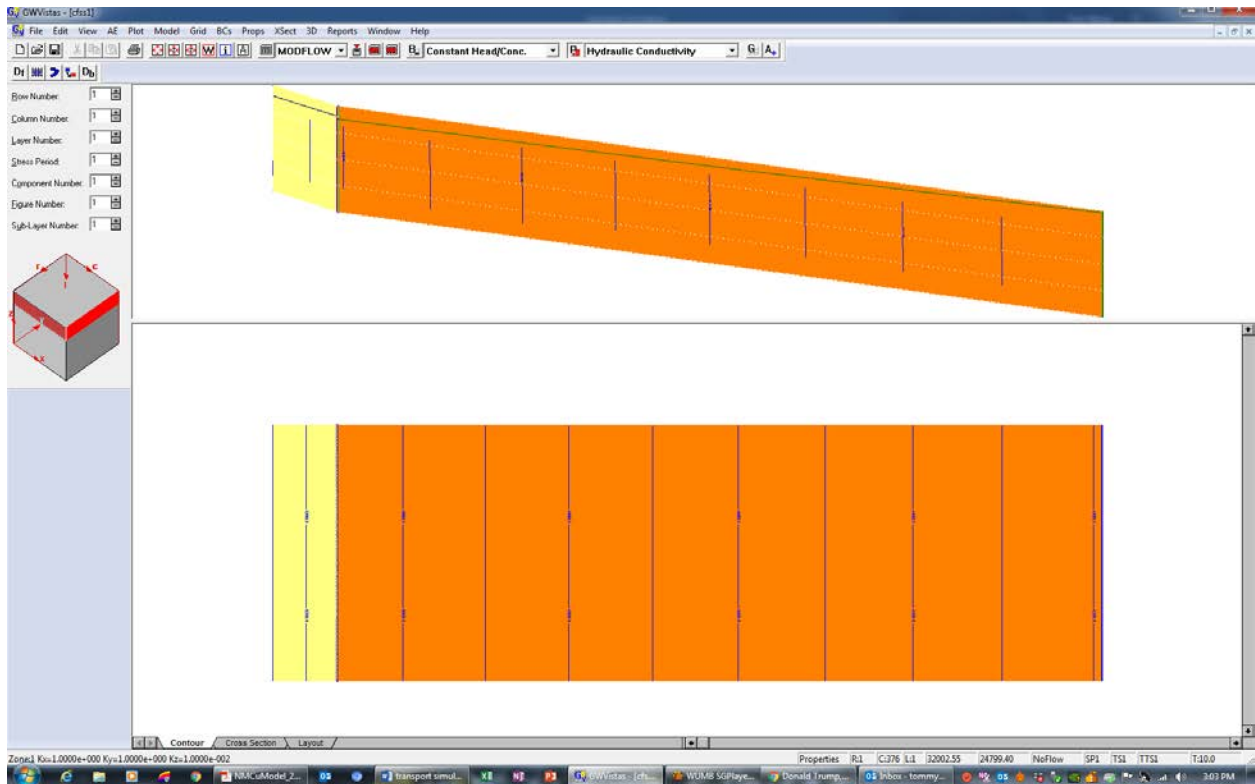 GWVistas - [cfss1]
File Edit View AE Plot Model Grid BCs Props XSect 3D Reports Window Help
MODFLOW Constant Head/Conc. Hydraulic Conductivity
Row Number: 1
Column Number: 1
Layer Number: 1
Stress Period: 1
Component Number: 1
Figure Number: 1
Sub-Layer Number: 1
r c
l
z
x
Contour Cross Section Layout
Zone:1 Kx=1.0000e+000 Ky=1.0000e+000 Kz=1.0000e-002 Properties R:1 C:376 L:1 32002.55 24799.40 NoFlow SP1 TS1 TTS1 T:10.0
NMCuModel_2... transport simul... GWVistas - [cfs... WUMB SGPlaye... Donald Trump,... Inbox - tommy... 3:03 PM